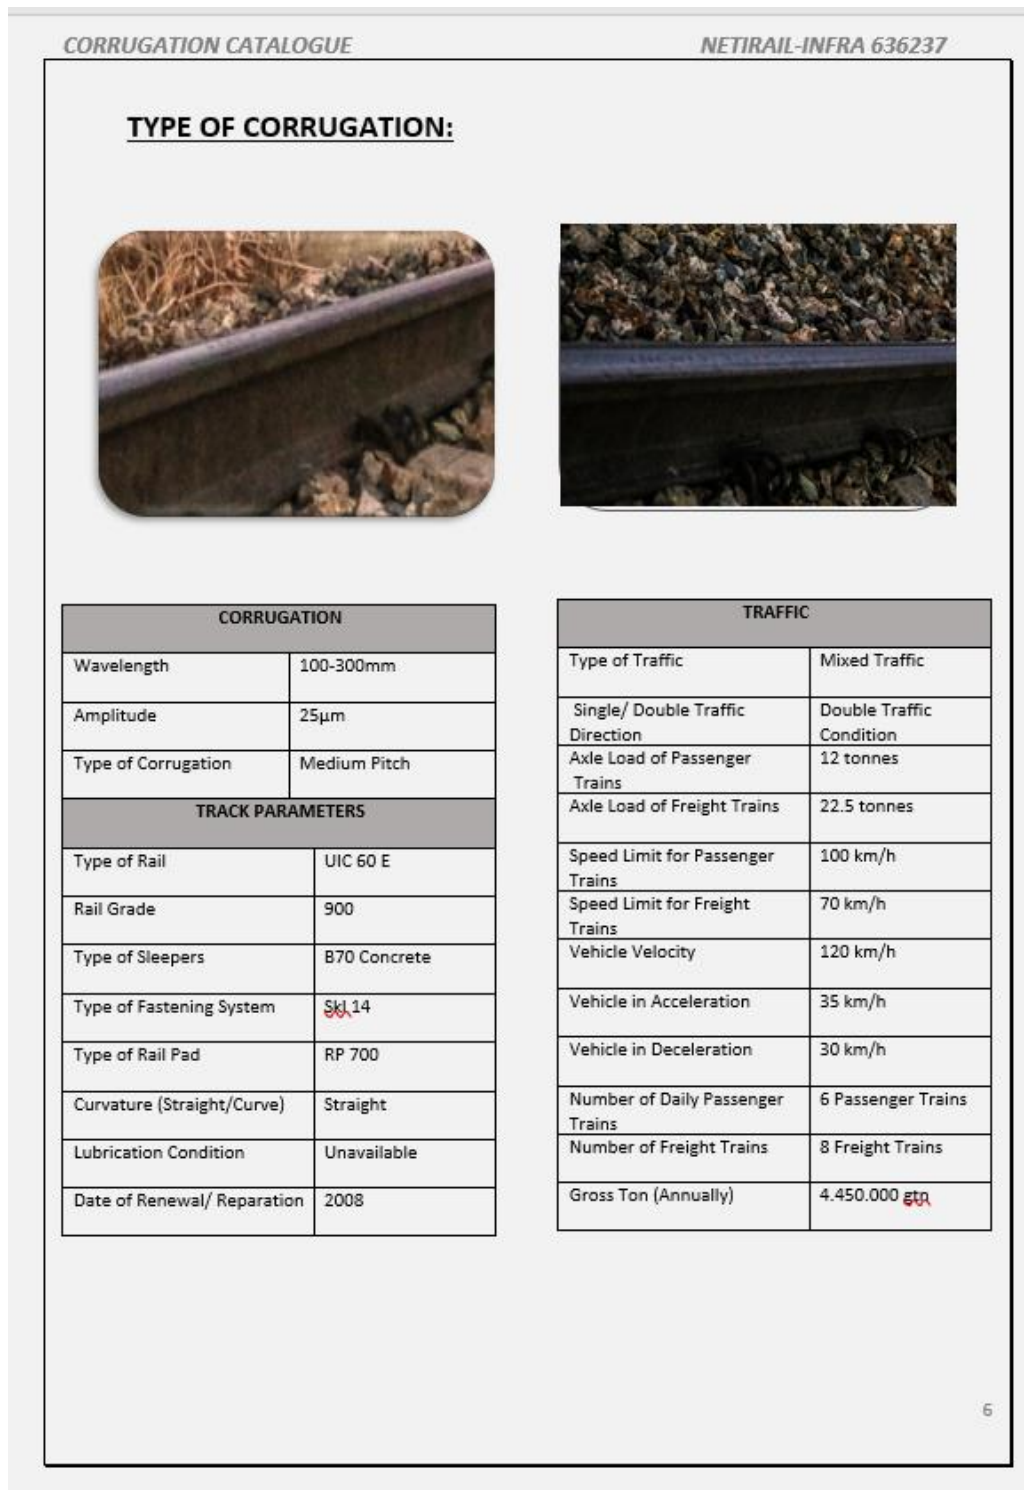 CORRUGATION CATALOGUE
NETIRAIL-INFRA 636237
TYPE OF CORRUGATION:
CORRUGATION
Wavelength 100-300mm
Amplitude 25µm
Type of Corrugation Medium Pitch
TRACK PARAMETERS
Type of Rail UIC 60 E
Rail Grade 900
Type of Sleepers B70 Concrete
Type of Fastening System Skl 14
Type of Rail Pad RP 700
Curvature (Straight/Curve) Straight
Lubrication Condition Unavailable
Date of Renewal/ Reparation 2008
TRAFFIC
Type of Traffic Mixed Traffic
Single/ Double Traffic Double Traffic
Direction Condition
Axle Load of Passenger 12 tonnes
Trains
Axle Load of Freight Trains 22.5 tonnes
Speed Limit for Passenger 100 km/h
Trains
Speed Limit for Freight 70 km/h
Trains
Vehicle Velocity 120 km/h
Vehicle in Acceleration 35 km/h
Vehicle in Deceleration 30 km/h
Number of Daily Passenger 6 Passenger Trains
Trains
Number of Freight Trains 8 Freight Trains
Gross Ton (Annually) 4.450.000 gtn
6